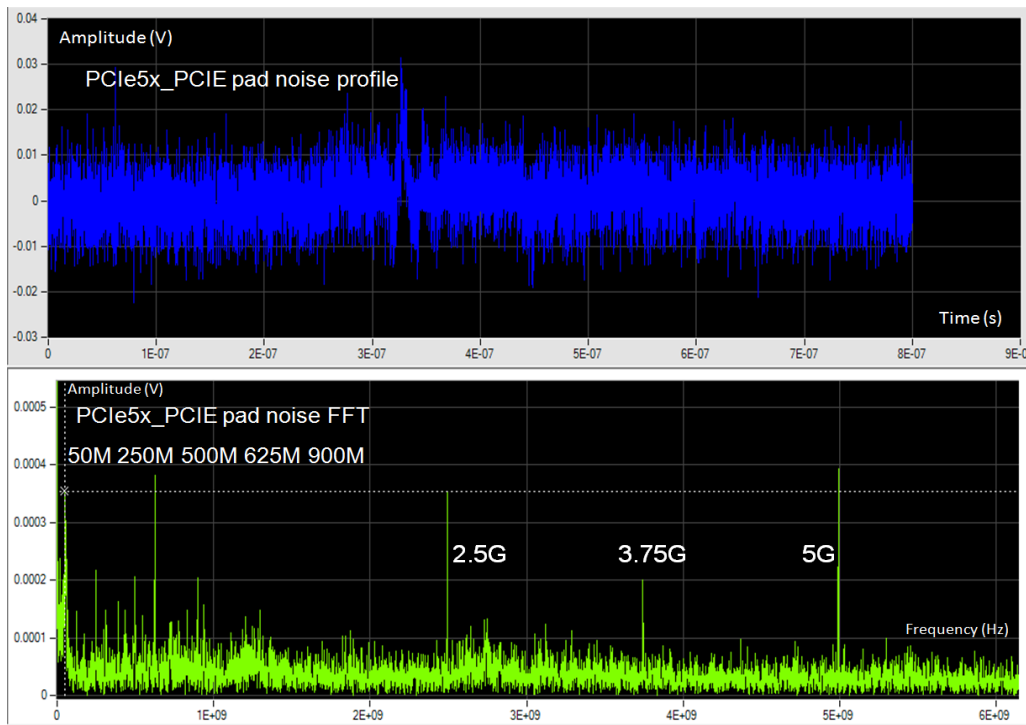 0.04
Amplitude (V)
0.03
PCIe5x_PCIE pad noise profile
0.02
0.01
0
-0.01
-0.02
Time (s)
-0.03
0 1E-07 2E-07 3E-07 4E-07 5E-07 6E-07 7E-07 8E-07 9E-0
Amplitude (V)
0.0005
PCIe5x_PCIE pad noise FFT
50M 250M 500M 625M 900M
0.0004
0.0003
2.5G 3.75G 5G
0.0002
Frequency (Hz)
0.0001
0
0 1E+09 2E+09 3E+09 4E+09 5E+09 6E+09